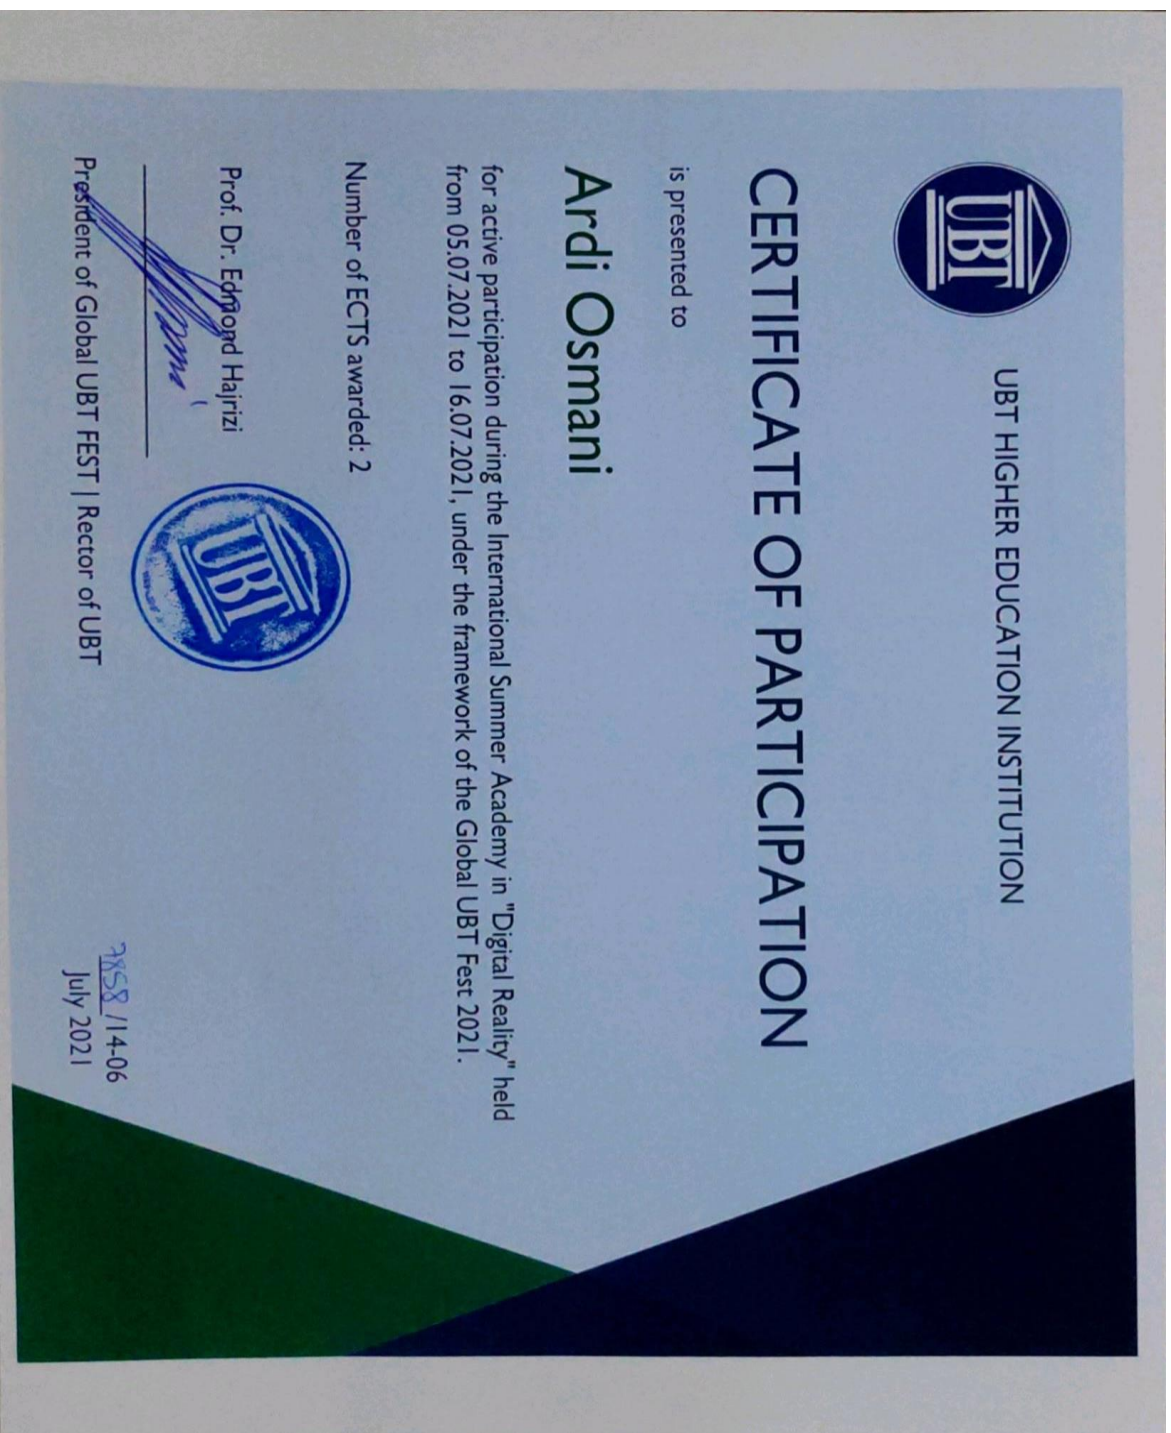 UBT
UBT HIGHER EDUCATION INSTITUTION
CERTIFICATE OF PARTICIPATION
is presented to
Ardi Osmani
for active participation during the International Summer Academy in "Digital Reality" held
from 05.07.2021 to 16.07.2021, under the framework of the Global UBT Fest 2021.
Number of ECTS awarded: 2
Prof. Dr. Edmond Hajrizi
UBT
President of Global UBT FEST | Rector of UBT
7858 /14-06
July 2021